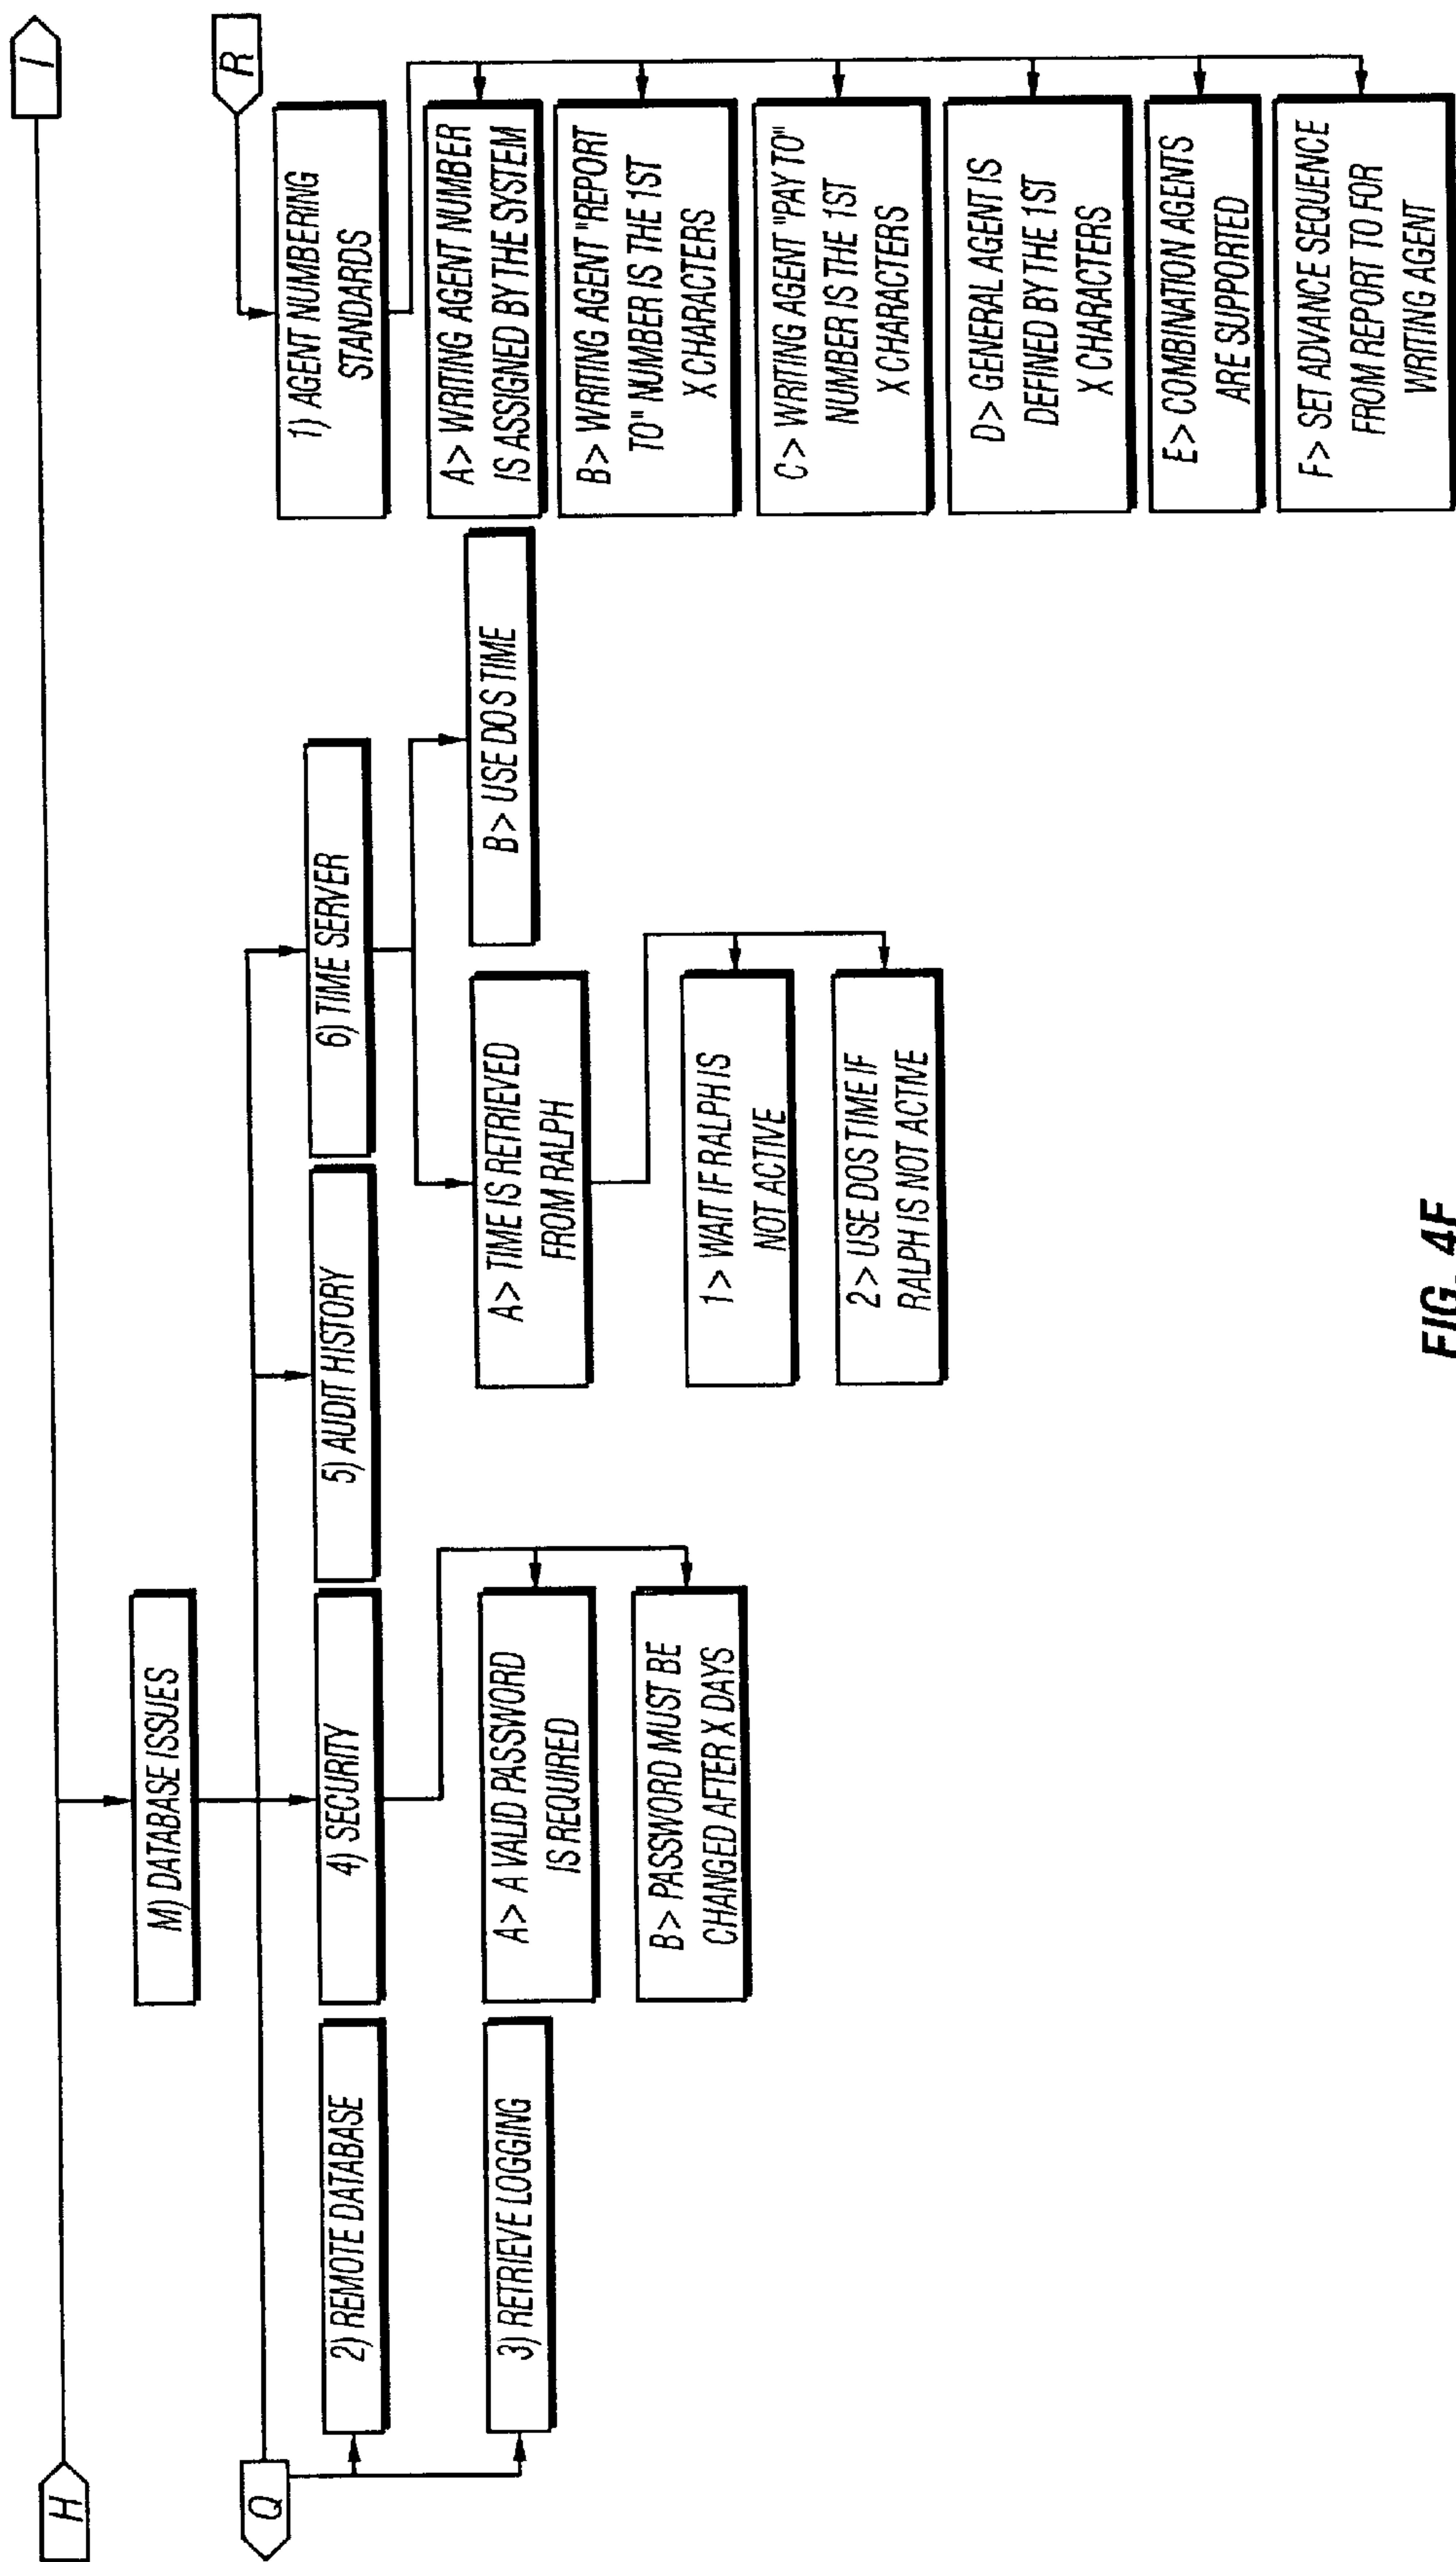 H
I
M) DATABASE ISSUES
Q
R
2) REMOTE DATABASE
3) RETRIEVE LOGGING
4) SECURITY
A> A VALID PASSWORD
IS REQUIRED
B> PASSWORD MUST BE
CHANGED AFTER X DAYS
5) AUDIT HISTORY
6) TIME SERVER
A> TIME IS RETRIEVED
FROM RALPH
1> WAIT IF RALPH IS
NOT ACTIVE
2> USE DOS TIME IF
RALPH IS NOT ACTIVE
B> USE DOS TIME
1) AGENT NUMBERING
STANDARDS
A> WRITING AGENT NUMBER
IS ASSIGNED BY THE SYSTEM
B> WRITING AGENT "REPORT
TO" NUMBER IS THE 1ST
X CHARACTERS
C> WRITING AGENT "PAY TO"
NUMBER IS THE 1ST
X CHARACTERS
D> GENERAL AGENT IS
DEFINED BY THE 1ST
X CHARACTERS
E> COMBINATION AGENTS
ARE SUPPORTED
F> SET ADVANCE SEQUENCE
FROM REPORT TO FOR
WRITING AGENT